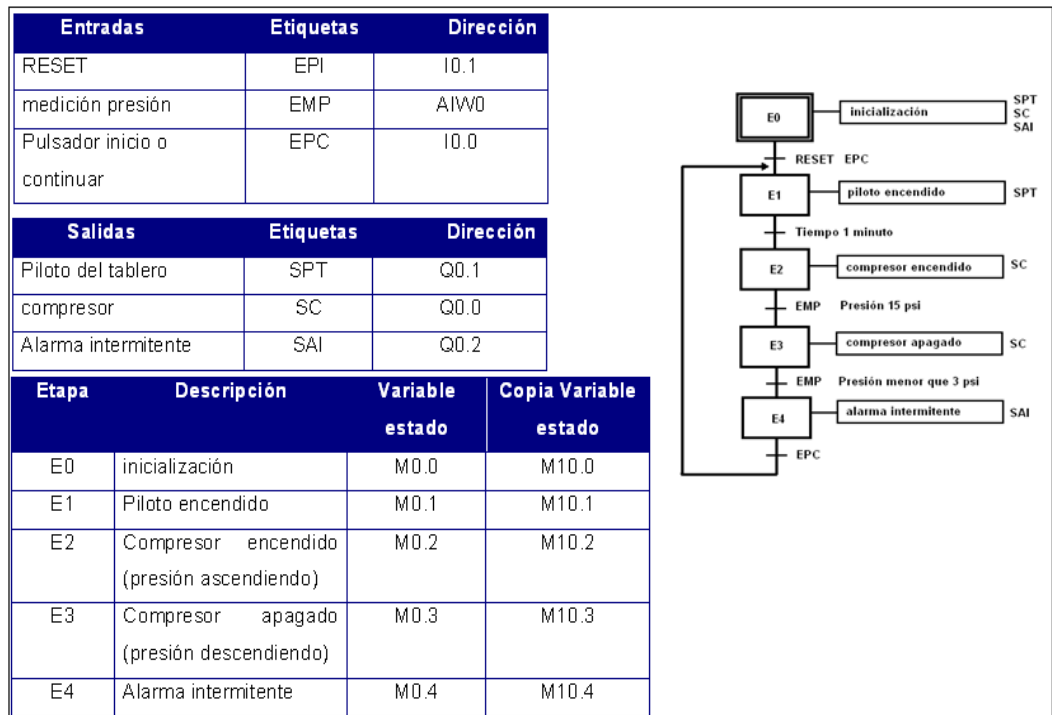 Entradas Etiquetas Dirección
RESET EPI I0.1
medición presión EMP AIW0
Pulsador inicio o
continuar EPC I0.0
Salidas Etiquetas Dirección
Piloto del tablero SPT Q0.1
compresor SC Q0.0
Alarma intermitente SAI Q0.2
Etapa Descripción Variable
estado Copia Variable
estado
E0 inicialización M0.0 M10.0
E1 Piloto encendido M0.1 M10.1
E2 Compresor encendido
(presión ascendiendo) M0.2 M10.2
E3 Compresor apagado
(presión descendiendo) M0.3 M10.3
E4 Alarma intermitente M0.4 M10.4
E0 inicialización SPT
SC
SAI
RESET EPC
E1 piloto encendido SPT
Tiempo 1 minuto
E2 compresor encendido SC
EMP Presión 15 psi
E3 compresor apagado SC
EMP Presión menor que 3 psi
E4 alarma intermitente SAI
EPC